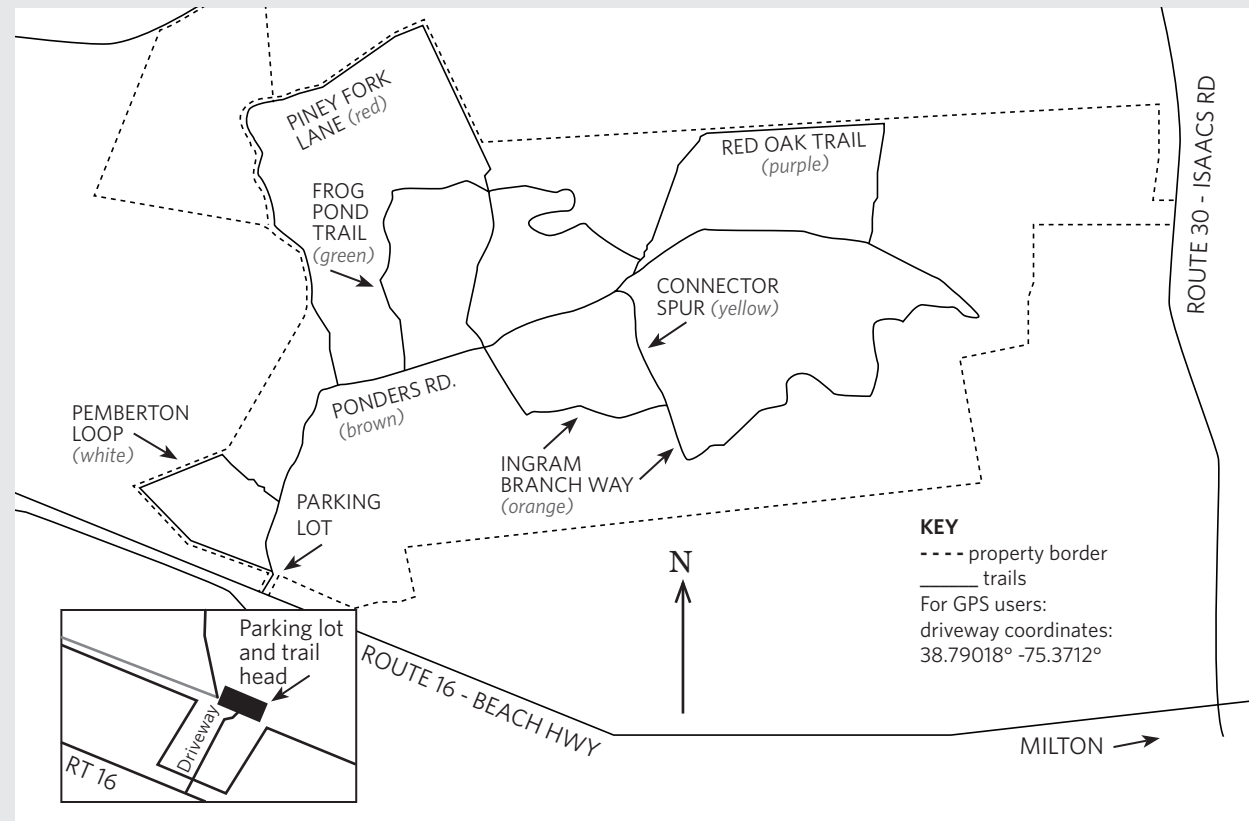 PINEY FORK
LANE (red)
RED OAK TRAIL
(purple)
ROUTE 30 - ISAACS RD
FROG
POND
TRAIL
(green)
CONNECTOR
SPUR (yellow)
PONDERS RD.
(brown)
PEMBERTON
LOOP
(white)
INGRAM
BRANCH WAY
(orange)
PARKING
LOT
KEY
---- property border
_____ trails
For GPS users:
driveway coordinates:
38.79018° -75.3712°
N
Parking lot
and trail
head
Driveway
RT 16
ROUTE 16 - BEACH HWY
MILTON